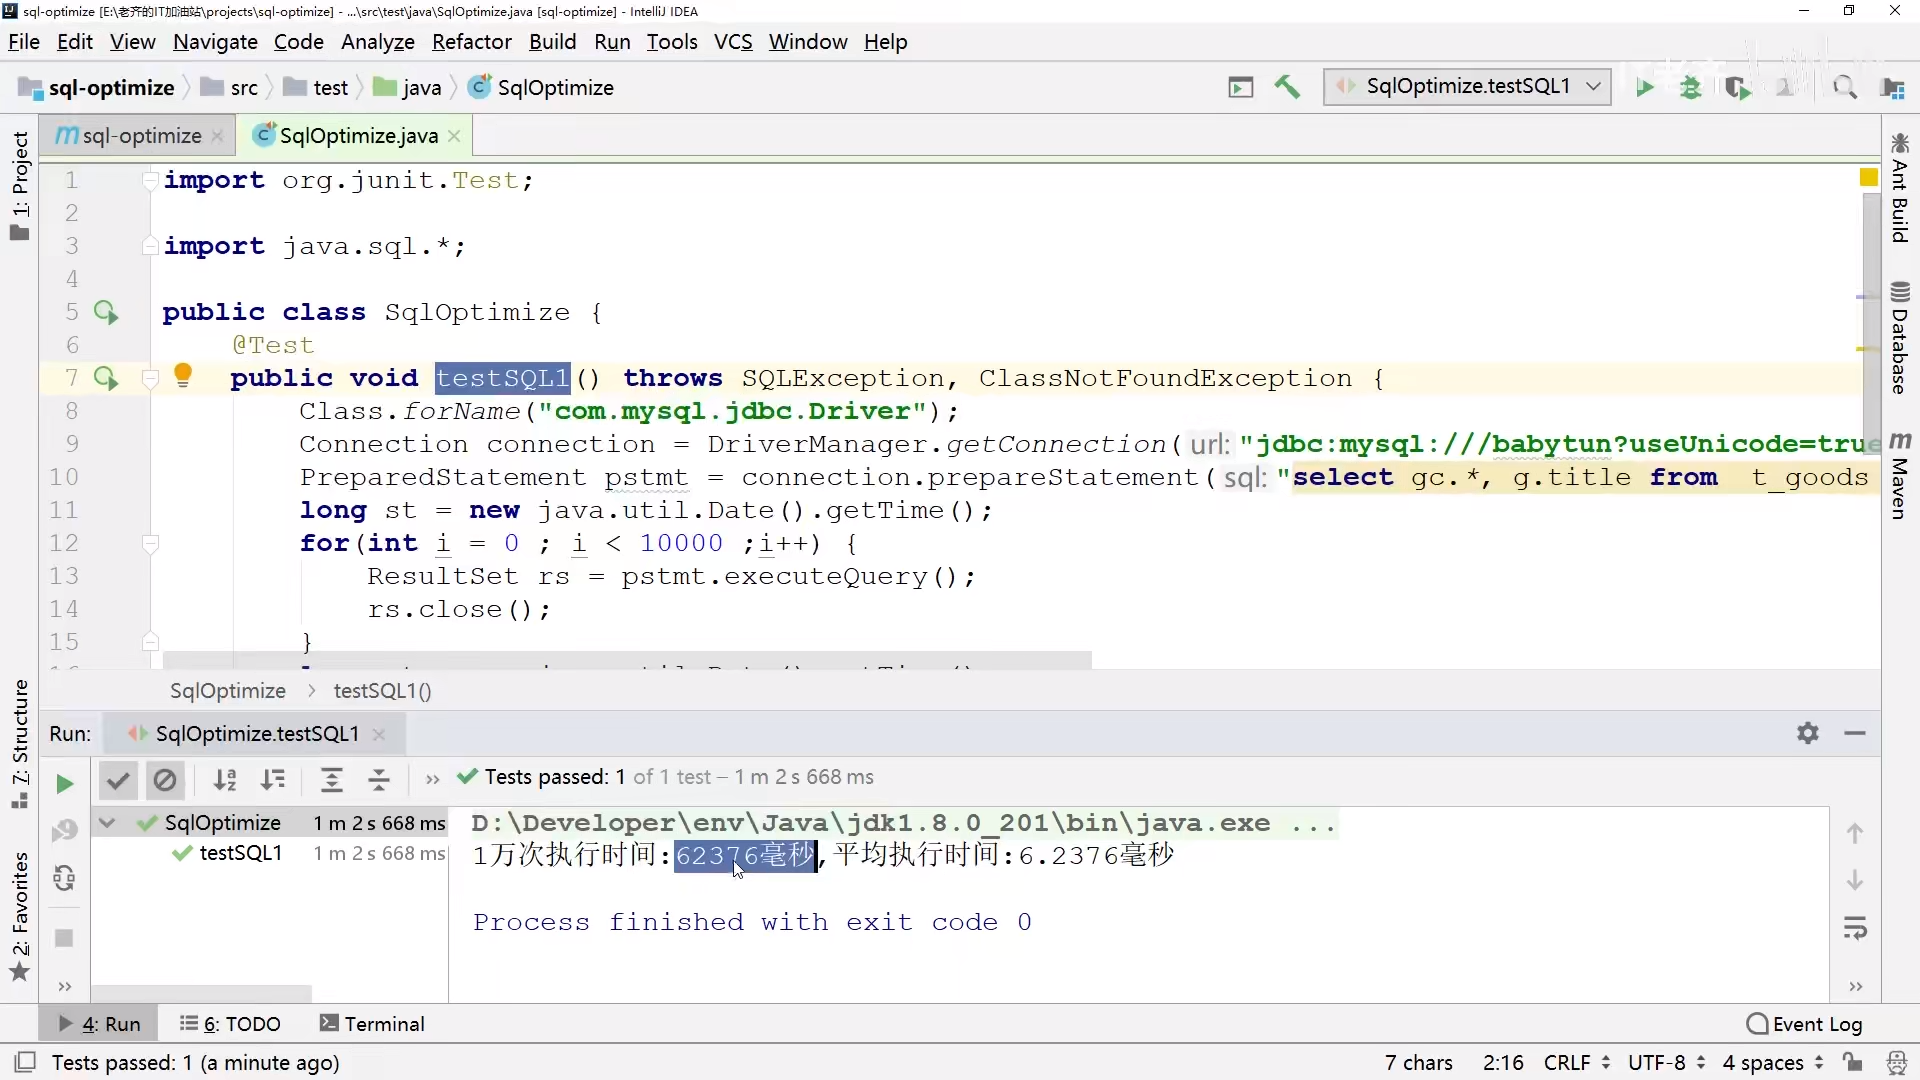 sql-optimize [E:\老齐的IT加油站\projects\sql-optimize] - ...\src\test\java\SqlOptimize.java [sql-optimize] - IntelliJ IDEA
File Edit View Navigate Code Analyze Refactor Build Run Tools VCS Window Help
sql-optimize src test java SqlOptimize SqlOptimize.testSQL1
sql-optimize SqlOptimize.java
1: Project
7: Structure
2: Favorites
Ant Build
Database
Maven
1 import org.junit.Test;
2
3 import java.sql.*;
4
5 public class SqlOptimize {
6 @Test
7 public void testSQL1() throws SQLException, ClassNotFoundException {
8 Class.forName("com.mysql.jdbc.Driver");
9 Connection connection = DriverManager.getConnection( url: "jdbc:mysql:///babytun?useUnicode=true
10 PreparedStatement pstmt = connection.prepareStatement( sql: "select gc.*, g.title from t_goods
11 long st = new java.util.Date().getTime();
12 for(int i = 0 ; i < 10000 ;i++) {
13 ResultSet rs = pstmt.executeQuery();
14 rs.close();
15 }
SqlOptimize › testSQL1()
Run: SqlOptimize.testSQL1
Tests passed: 1 of 1 test – 1 m 2 s 668 ms
SqlOptimize 1 m 2 s 668 ms
testSQL1 1 m 2 s 668 ms
D:\Developer\env\Java\jdk1.8.0_201\bin\java.exe ...
1万次执行时间:62376毫秒,平均执行时间:6.2376毫秒
Process finished with exit code 0
4: Run 6: TODO Terminal Event Log
Tests passed: 1 (a minute ago) 7 chars 2:16 CRLF UTF-8 4 spaces